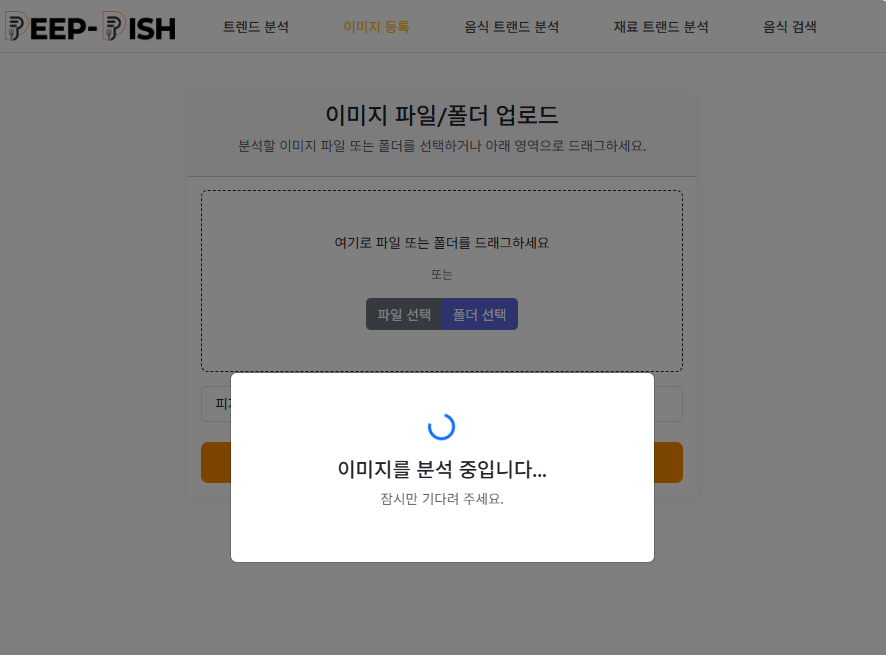 PEEP-DISH
트렌드 분석
이미지 등록
음식 트랜드 분석
재료 트랜드 분석
음식 검색
이미지 파일/폴더 업로드
분석할 이미지 파일 또는 폴더를 선택하거나 아래 영역으로 드래그하세요.
여기로 파일 또는 폴더를 드래그하세요
또는
파일 선택
폴더 선택
이미지를 분석 중입니다...
잠시만 기다려 주세요.